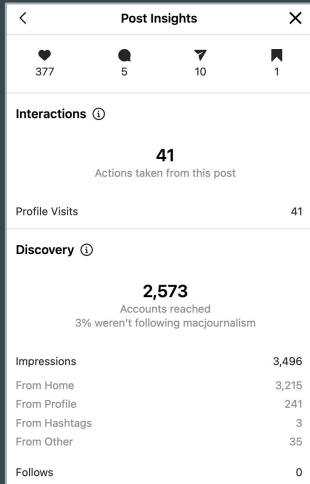 Post Insights
377 5 10 1
Interactions
41
Actions taken from this post
Profile Visits 41
Discovery
2,573
Accounts reached
3% weren't following macjournalism
Impressions 3,496
From Home 3,215
From Profile 241
From Hashtags 3
From Other 35
Follows 0